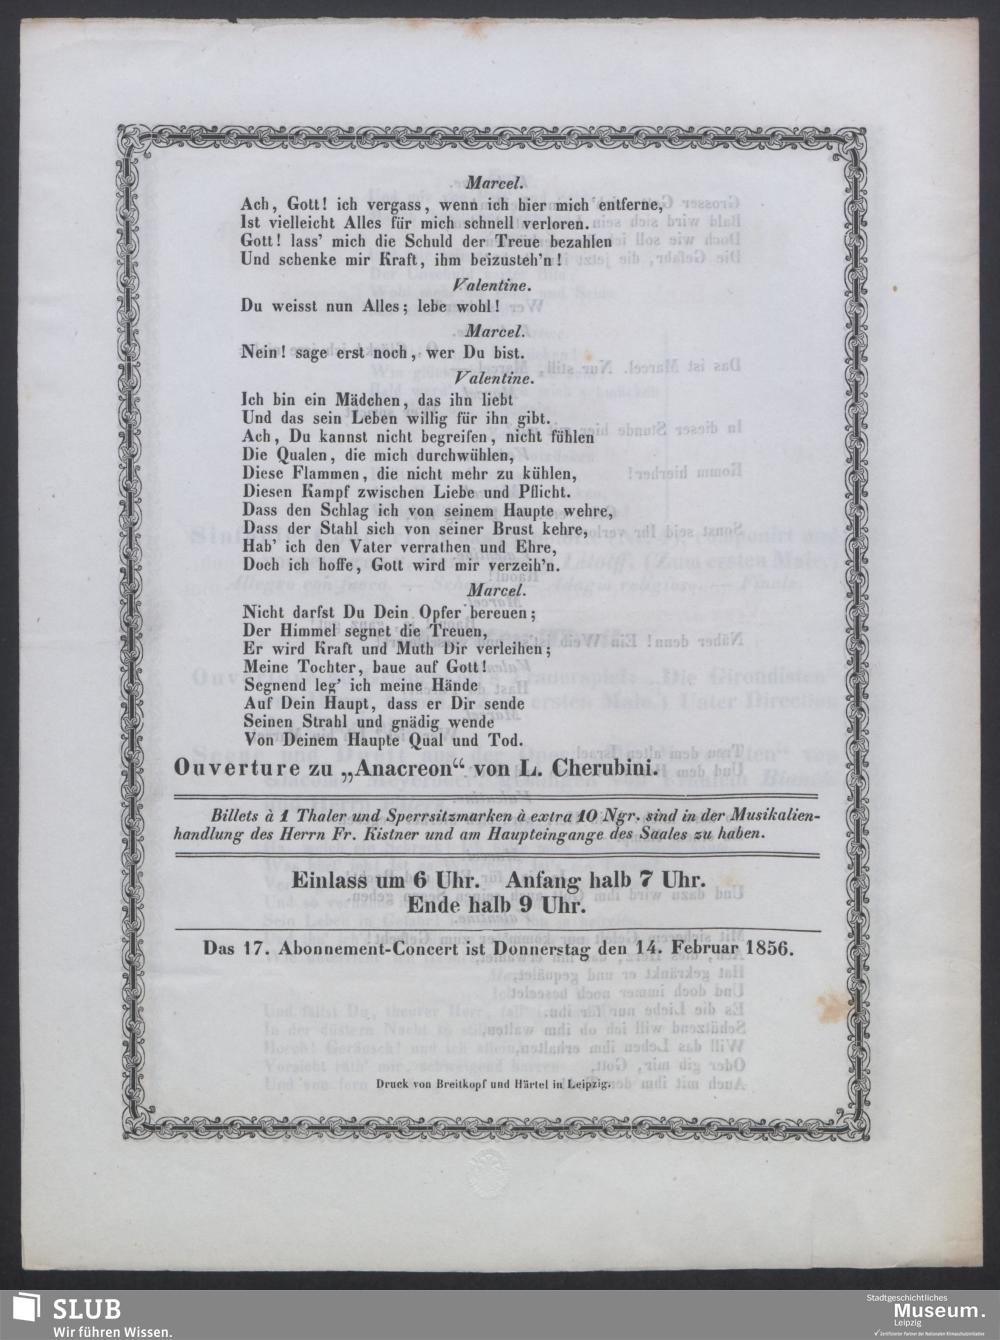 Marcel.
Ach, Gott! ich vergass, wenn ich hier mich entferne,
Ist vielleicht Alles für mich schnell verloren.
Gott! lass' mich die Schuld der Treue bezahlen
Und schenke mir Kraft, ihm beizusteh'n!
Valentine.
Du weisst nun Alles; lebe wohl!
Marcel.
Nein! sage erst noch, wer Du bist.
Valentine.
Ich bin ein Mädchen, das ihn liebt
Und das sein Leben willig für ihn gibt.
Ach, Du kannst nicht begreifen, nicht fühlen
Die Qualen, die mich durchwühlen,
Diese Flammen, die nicht mehr zu kühlen,
Diesen Kampf zwischen Liebe und Pflicht.
Dass den Schlag ich von seinem Haupte wehre,
Dass der Stahl sich von seiner Brust kehre,
Hab' ich den Vater verrathen und Ehre,
Doch ich hoffe, Gott wird mir verzeih'n.
Marcel.
Nicht darfst Du Dein Opfer bereuen;
Der Himmel segnet die Treuen,
Er wird Kraft und Muth Dir verleihen;
Meine Tochter, baue auf Gott!
Segnend leg' ich meine Hände
Auf Dein Haupt, dass er Dir sende
Seinen Strahl und gnädig wende
Von Deinem Haupte Qual und Tod.
Ouverture zu „Anacreon“ von L. Cherubini.
Billets à 1 Thaler und Sperrsitzmarken à extra 10 Ngr. sind in der Musikalien-
handlung des Herrn Fr. Kistner und am Haupteingange des Saales zu haben.
Einlass um 6 Uhr. Anfang halb 7 Uhr.
Ende halb 9 Uhr.
Das 17. Abonnement-Concert ist Donnerstag den 14. Februar 1856.
Druck von Breitkopf und Härtel in Leipzig.
SLUB
Wir führen Wissen.
Stadtgeschichtliches
Museum.
Leipzig
Zertifizierter Partner der Nationalen Klimaschutzinitiative